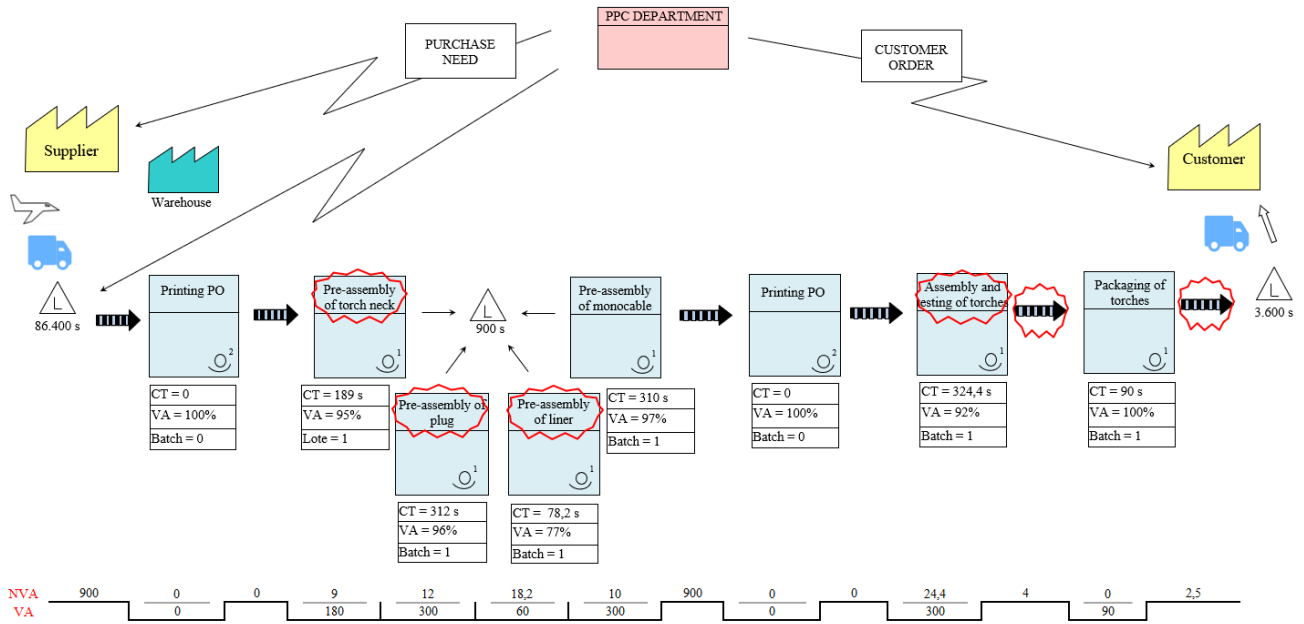 PPC DEPARTMENT
PURCHASE
NEED
CUSTOMER
ORDER
Supplier
Warehouse
Customer
L
86.400 s
Printing PO
2
CT = 0
VA = 100%
Batch = 0
Pre-assembly
of torch neck
1
CT = 189 s
VA = 95%
Lote = 1
L
900 s
Pre-assembly of
plug
1
CT = 312 s
VA = 96%
Batch = 1
Pre-assembly
of liner
1
CT = 78,2 s
VA = 77%
Batch = 1
Pre-assembly
of monocable
1
CT = 310 s
VA = 97%
Batch = 1
Printing PO
2
CT = 0
VA = 100%
Batch = 0
Assembly and
testing of torches
1
CT = 324,4 s
VA = 92%
Batch = 1
Packaging of
torches
1
CT = 90 s
VA = 100%
Batch = 1
L
3.600 s
NVA 900 0 0 9 12 18,2 10 900 0 0 24,4 4 0 2,5
VA 0 180 300 60 300 0 300 90